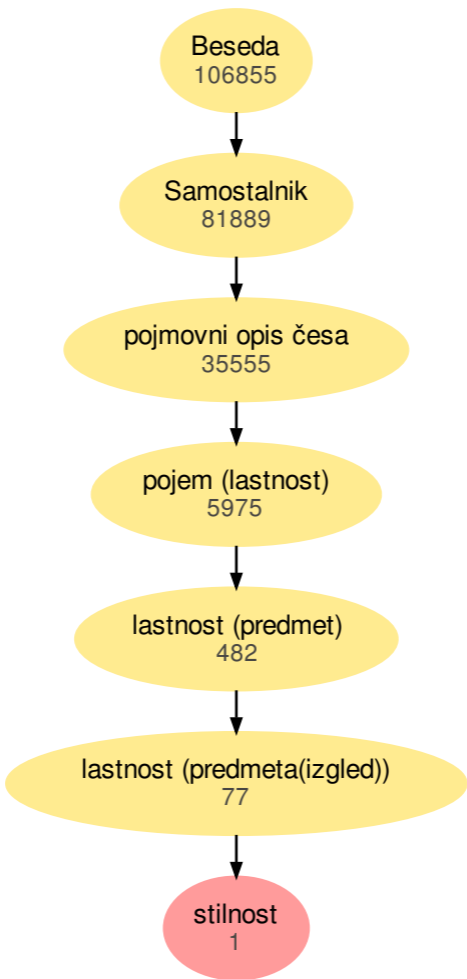 Beseda
106855
Samostalnik
81889
pojmovni opis česa
35555
pojem (lastnost)
5975
lastnost (predmet)
482
lastnost (predmeta(izgled))
77
stilnost
1